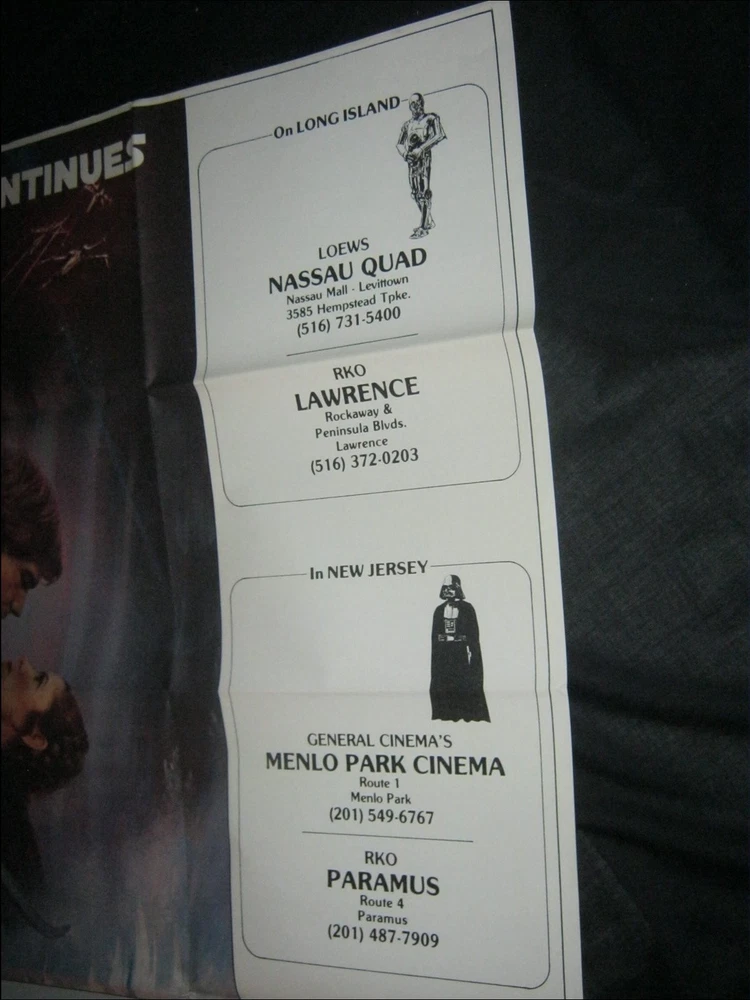 NTINUES
On LONG ISLAND
LOEWS
NASSAU QUAD
Nassau Mall - Levittown
3585 Hempstead Tpke.
(516) 731-5400
RKO
LAWRENCE
Rockaway &
Peninsula Blvds.
Lawrence
(516) 372-0203
In NEW JERSEY
GENERAL CINEMA'S
MENLO PARK CINEMA
Route 1
Menlo Park
(201) 549-6767
RKO
PARAMUS
Route 4
Paramus
(201) 487-7909